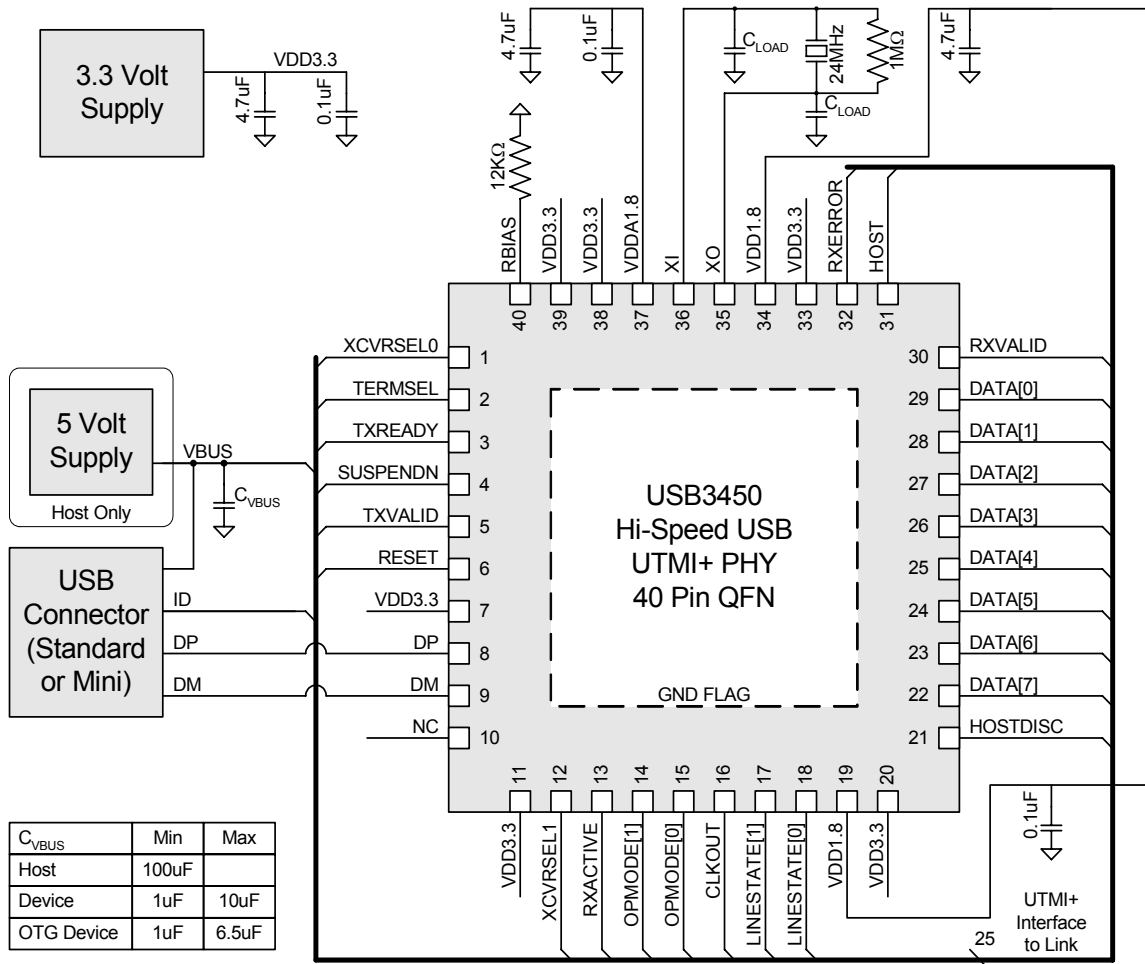 3.3 Volt
Supply
VDD3.3
4.7uF
0.1uF
4.7uF
0.1uF
12KΩ
C_LOAD
24MHz
1MΩ
C_LOAD
4.7uF
RBIAS
VDD3.3
VDD3.3
VDDA1.8
XI
XO
VDD1.8
VDD3.3
RXERROR
HOST
40
39
38
37
36
35
34
33
32
31
XCVRSEL0
1
TERMSEL
2
TXREADY
3
SUSPENDN
4
TXVALID
5
RESET
6
VDD3.3
7
DP
8
DM
9
NC
10
5 Volt
Supply
Host Only
VBUS
C_VBUS
USB
Connector
(Standard
or Mini)
ID
DP
DM
USB3450
Hi-Speed USB
UTMI+ PHY
40 Pin QFN
GND FLAG
30
RXVALID
29
DATA[0]
28
DATA[1]
27
DATA[2]
26
DATA[3]
25
DATA[4]
24
DATA[5]
23
DATA[6]
22
DATA[7]
21
HOSTDISC
11
12
13
14
15
16
17
18
19
20
VDD3.3
XCVRSEL1
RXACTIVE
OPMODE[1]
OPMODE[0]
CLKOUT
LINESTATE[1]
LINESTATE[0]
VDD1.8
VDD3.3
0.1uF
UTMI+
Interface
to Link
25
C_VBUS Min Max
Host 100uF
Device 1uF 10uF
OTG Device 1uF 6.5uF